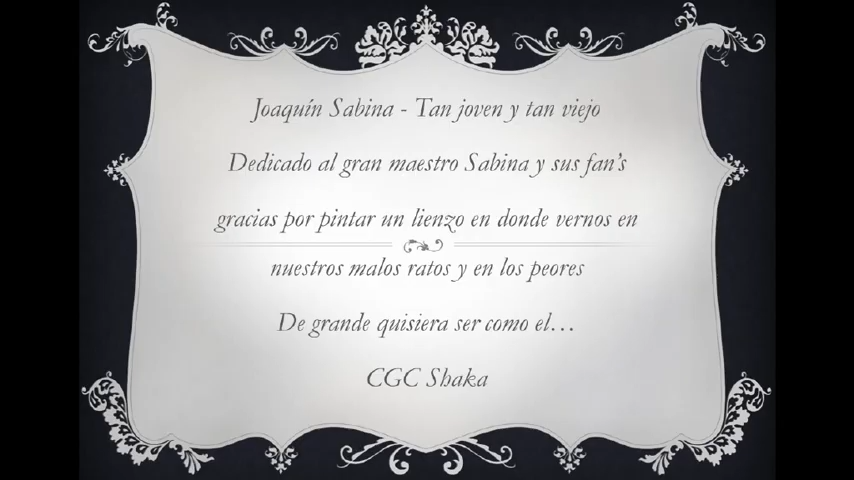 Joaquín Sabina - Tan joven y tan viejo
Dedicado al gran maestro Sabina y sus fan's
gracias por pintar un lienzo en donde vernos en
nuestros malos ratos y en los peores
De grande quisiera ser como el...
CGC Shaka